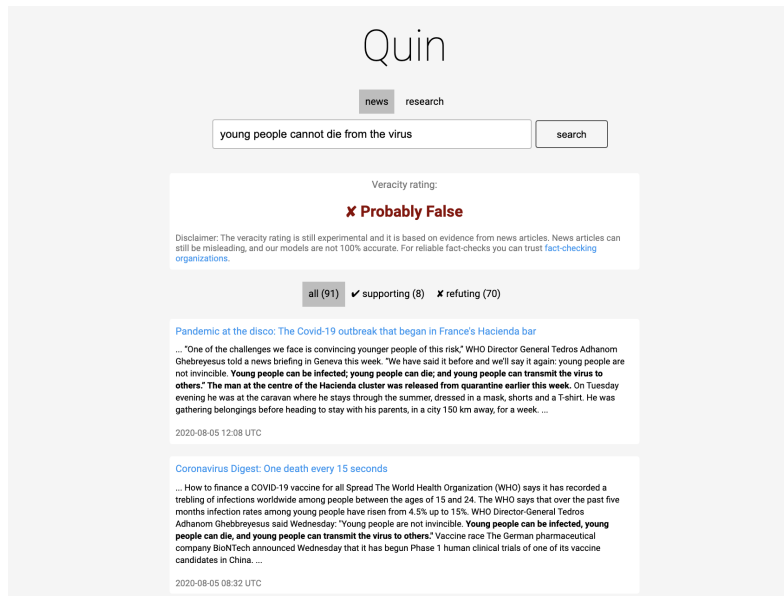 Quin
news research
young people cannot die from the virus
search
Veracity rating:
✘ Probably False
Disclaimer: The veracity rating is still experimental and it is based on evidence from news articles. News articles can
still be misleading, and our models are not 100% accurate. For reliable fact-checks you can trust fact-checking
organizations.
all (91) ✔ supporting (8) ✘ refuting (70)
Pandemic at the disco: The Covid-19 outbreak that began in France's Hacienda bar
... "One of the challenges we face is convincing younger people of this risk," WHO Director General Tedros Adhanom
Ghebreyesus told a news briefing in Geneva this week. "We have said it before and we'll say it again: young people are
not invincible. Young people can be infected; young people can die; and young people can transmit the virus to
others." The man at the centre of the Hacienda cluster was released from quarantine earlier this week. On Tuesday
evening he was at the caravan where he stays through the summer, dressed in a mask, shorts and a T-shirt. He was
gathering belongings before heading to stay with his parents, in a city 150 km away, for a week. ...
2020-08-05 12:08 UTC
Coronavirus Digest: One death every 15 seconds
... How to finance a COVID-19 vaccine for all Spread The World Health Organization (WHO) says it has recorded a
trebling of infections worldwide among people between the ages of 15 and 24. The WHO says that over the past five
months infection rates among young people have risen from 4.5% up to 15%. WHO Director-General Tedros
Adhanom Ghebbreyesus said Wednesday: "Young people are not invincible. Young people can be infected, young
people can die, and young people can transmit the virus to others." Vaccine race The German pharmaceutical
company BioNTech announced Wednesday that it has begun Phase 1 human clinical trials of one of its vaccine
candidates in China. ...
2020-08-05 08:32 UTC